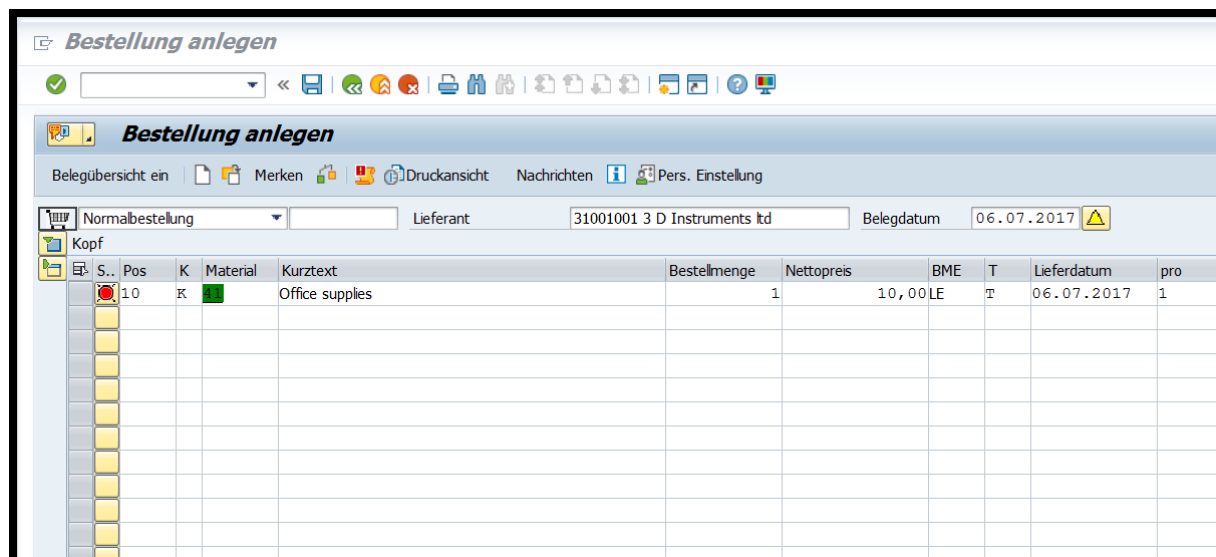 Bestellung anlegen
Bestellung anlegen
Belegübersicht ein Merken Druckansicht Nachrichten Pers. Einstellung
Normalbestellung Lieferant 31001001 3 D Instruments ltd Belegdatum 06.07.2017
Kopf
S.. Pos K Material Kurztext Bestellmenge Nettopreis BME T Lieferdatum pro
10 K 41 Office supplies 1 10,00 LE T 06.07.2017 1